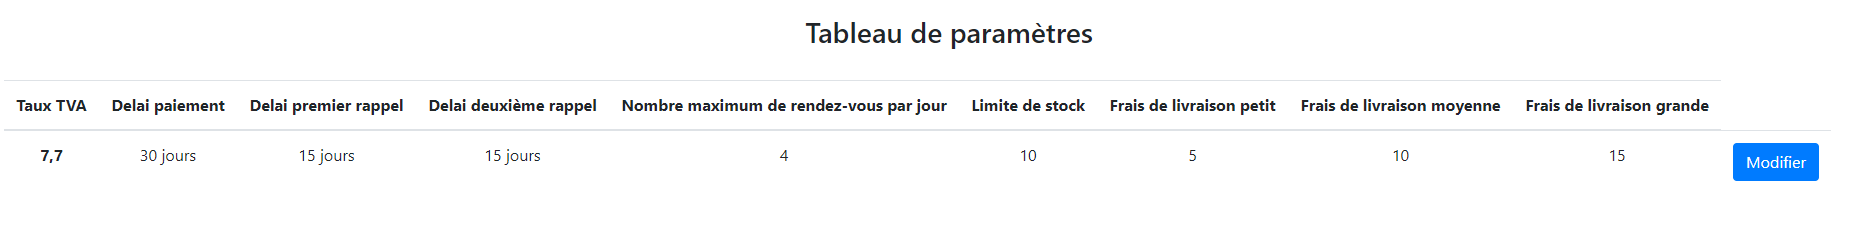 Tableau de paramètres
Taux TVA Delai paiement Delai premier rappel Delai deuxième rappel Nombre maximum de rendez-vous par jour Limite de stock Frais de livraison petit Frais de livraison moyenne Frais de livraison grande
7,7 30 jours 15 jours 15 jours 4 10 5 10 15 Modifier